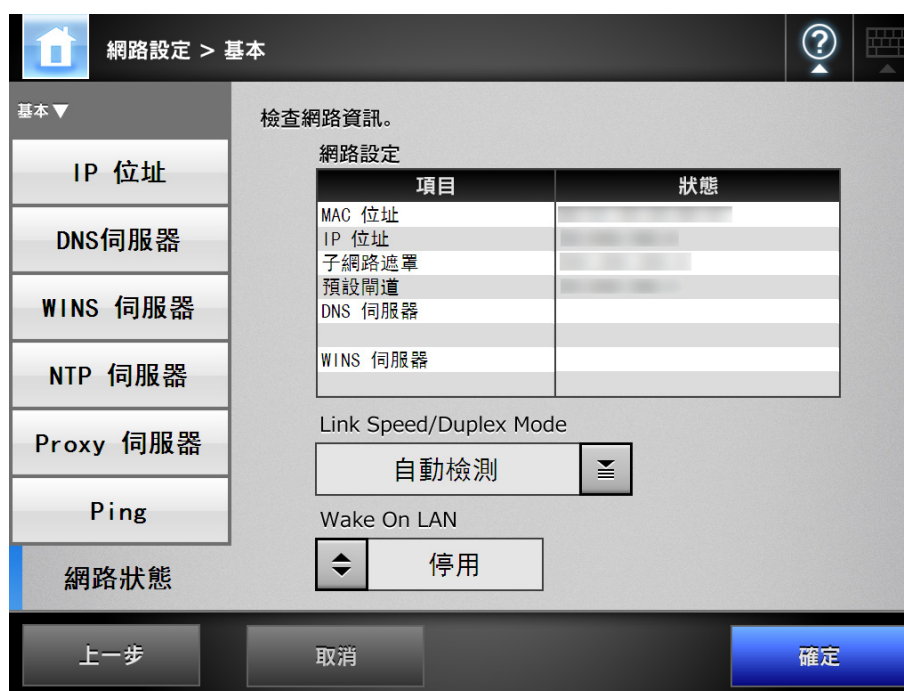 網路設定 > 基本
基本▼
IP 位址
DNS伺服器
WINS 伺服器
NTP 伺服器
Proxy 伺服器
Ping
網路狀態
檢查網路資訊。
網路設定
項目 狀態
MAC 位址
IP 位址
子網路遮罩
預設閘道
DNS 伺服器
WINS 伺服器
Link Speed/Duplex Mode
自動檢測
Wake On LAN
停用
上一步 取消 確定